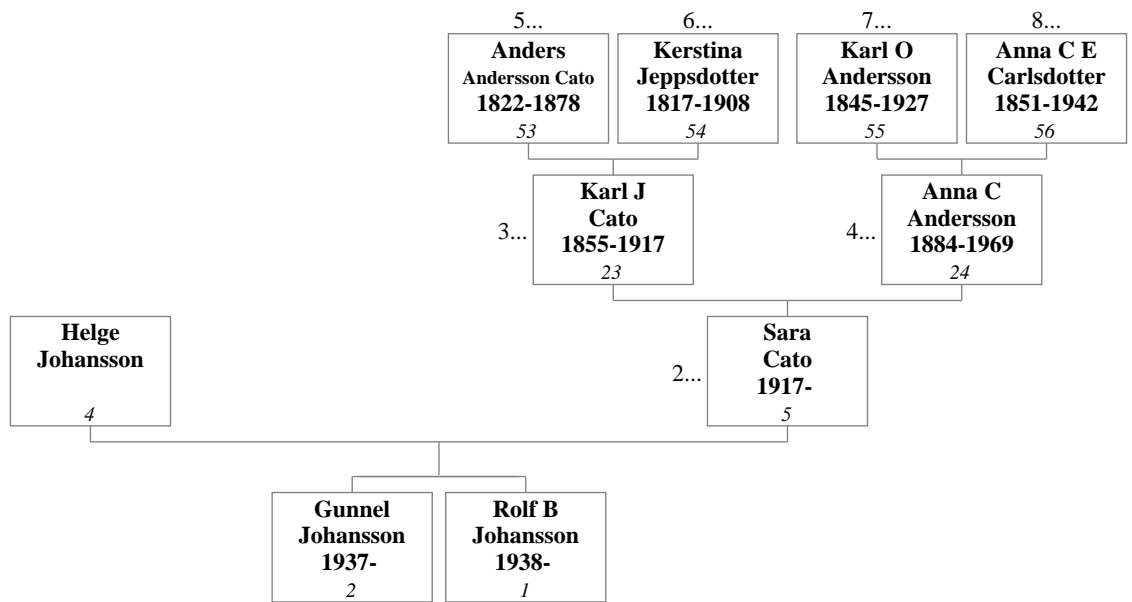 5...
Anders
Andersson Cato
1822-1878
53
6...
Kerstina
Jeppsdotter
1817-1908
54
7...
Karl O
Andersson
1845-1927
55
8...
Anna C E
Carlsdotter
1851-1942
56
3...
Karl J
Cato
1855-1917
23
4...
Anna C
Andersson
1884-1969
24
Helge
Johansson
4
2...
Sara
Cato
1917-
5
Gunnel
Johansson
1937-
2
Rolf B
Johansson
1938-
1